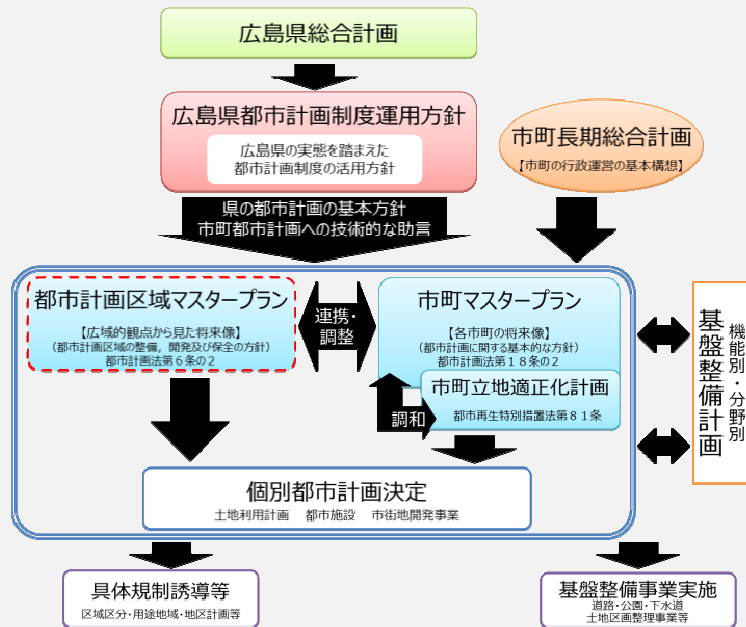 広島県総合計画
広島県都市計画制度運用方針
広島県の実態を踏まえた
都市計画制度の活用方針
市町長期総合計画
【市町の行政運営の基本構想】
県の都市計画の基本方針
市町都市計画への技術的な助言
都市計画区域マスタープラン
【広域的観点から見た将来像】
(都市計画区域の整備，開発及び保全の方針)
都市計画法第６条の２
連携・
調整
市町マスタープラン
【各市町の将来像】
(都市計画に関する基本的な方針)
都市計画法第１８条の２
市町立地適正化計画
都市再生特別措置法第８１条
調和
機能別・分野別
基盤整備計画
個別都市計画決定
土地利用計画　都市施設　市街地開発事業
具体規制誘導等
区域区分・用途地域・地区計画等
基盤整備事業実施
道路・公園・下水道
土地区画整理事業等